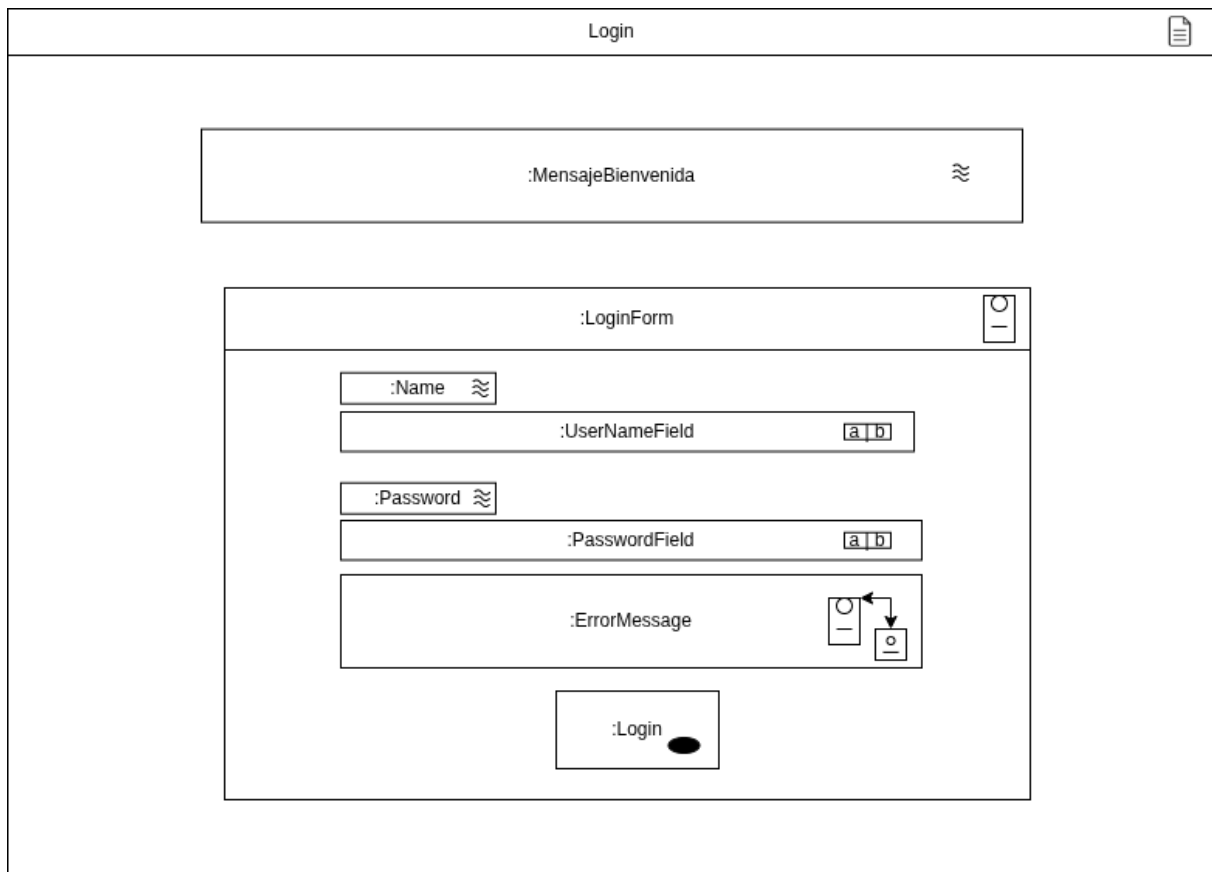 Login
:MensajeBienvenida
:LoginForm
:Name
:UserNameField
a|b
:Password
:PasswordField
a|b
:ErrorMessage
:Login